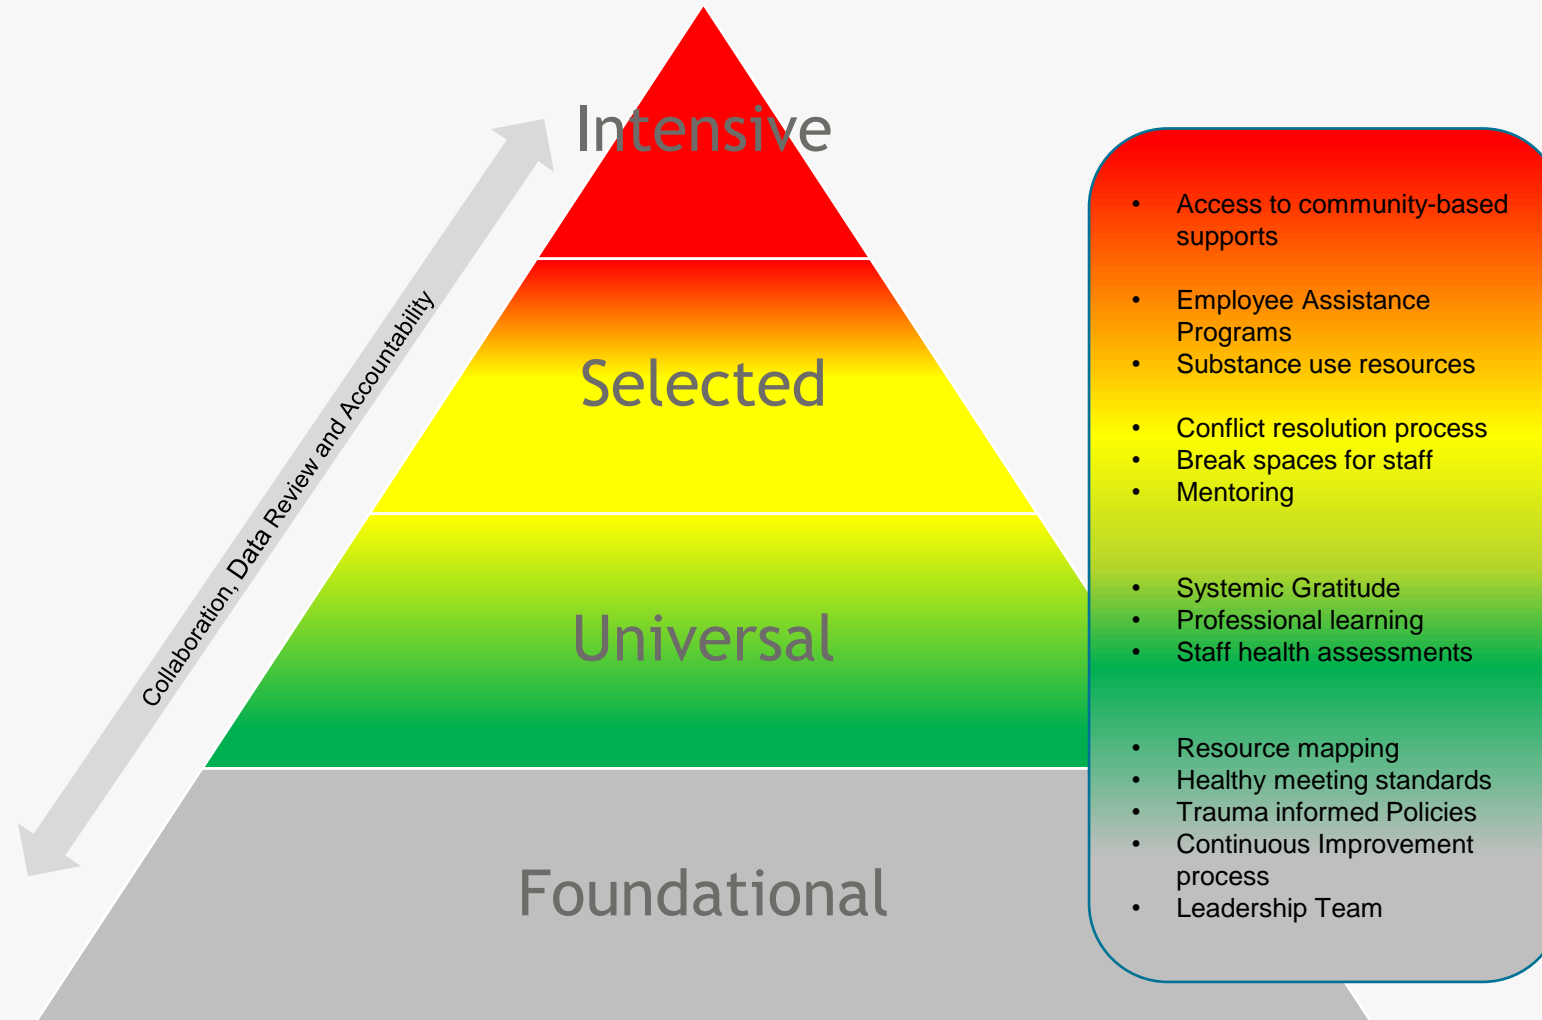 Intensive
Selected
Universal
Foundational
Collaboration, Data Review and Accountability
• Access to community-based
supports
• Employee Assistance
Programs
• Substance use resources
• Conflict resolution process
• Break spaces for staff
• Mentoring
• Systemic Gratitude
• Professional learning
• Staff health assessments
• Resource mapping
• Healthy meeting standards
• Trauma informed Policies
• Continuous Improvement
process
• Leadership Team